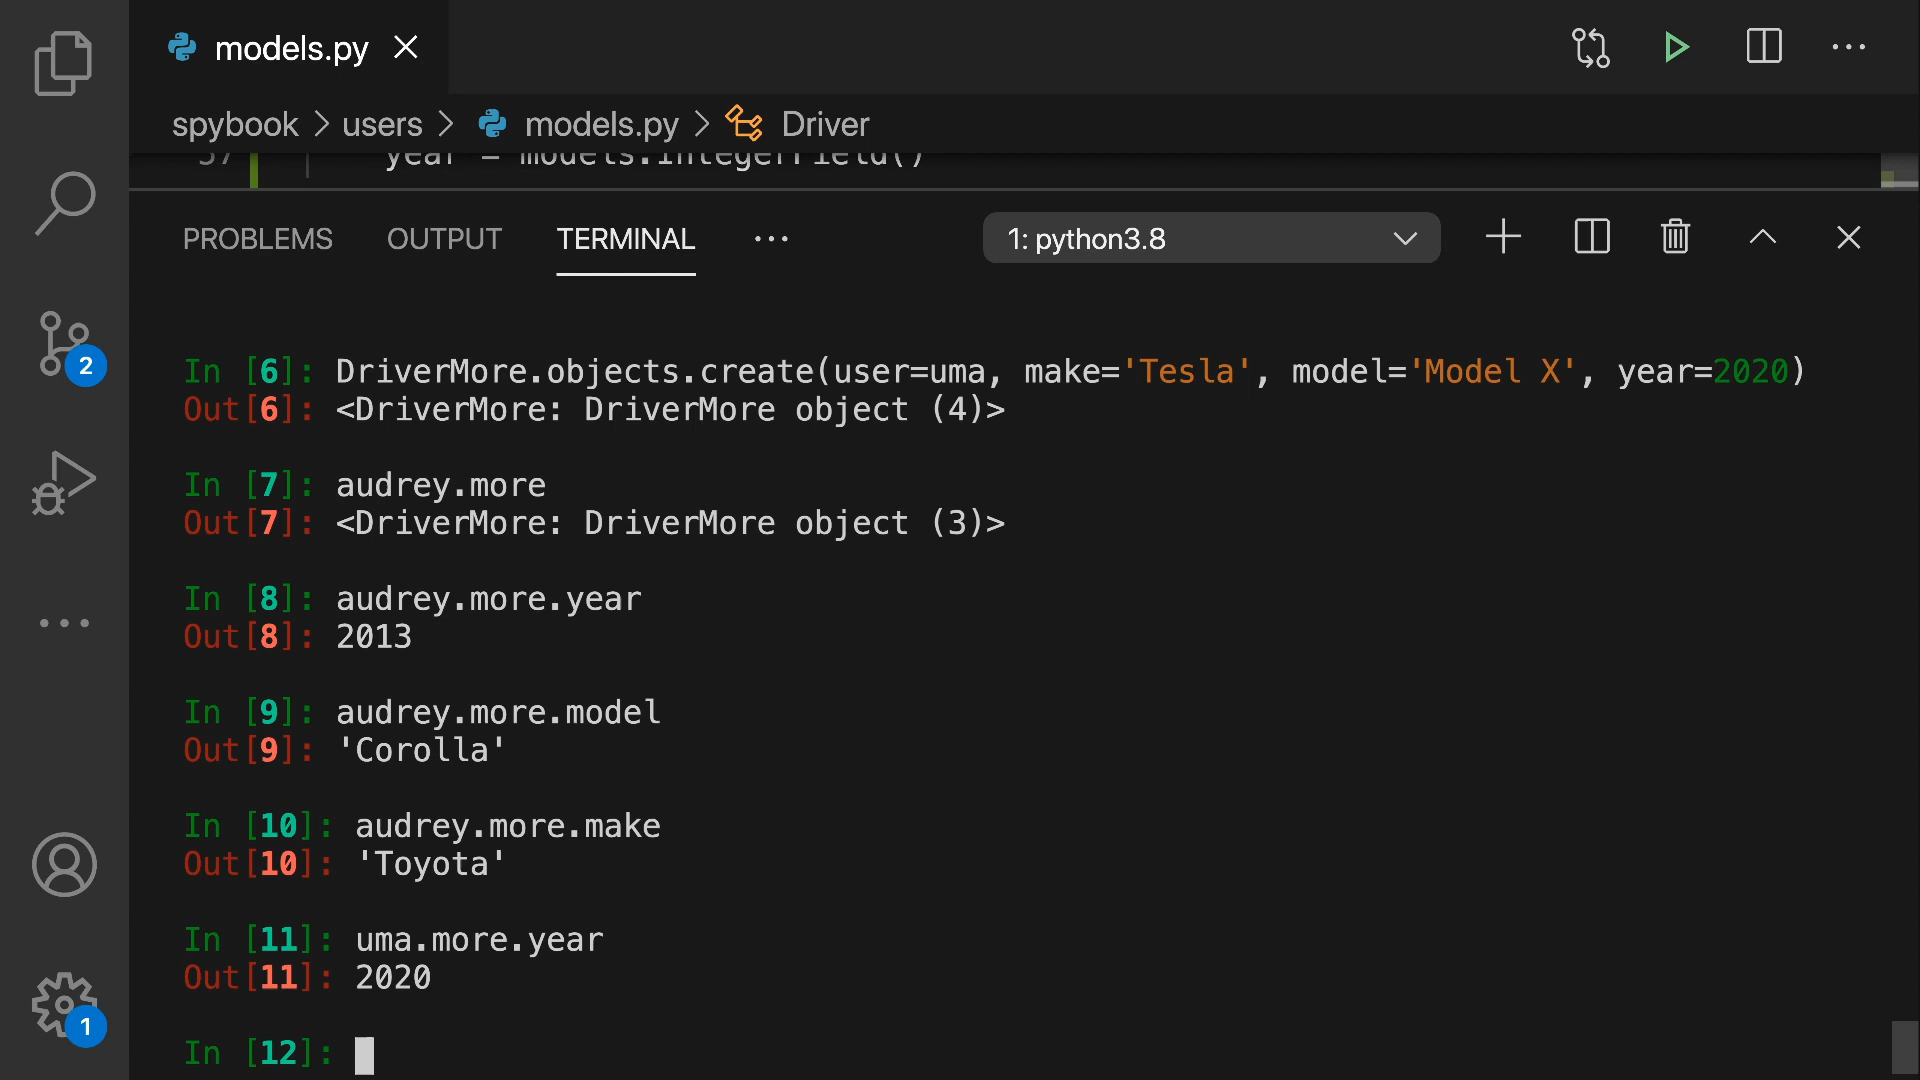 models.py
spybook > users > models.py > Driver
37 year = models.IntegerField()
PROBLEMS OUTPUT TERMINAL ... 1: python3.8
In [6]: DriverMore.objects.create(user=uma, make='Tesla', model='Model X', year=2020)
Out[6]: <DriverMore: DriverMore object (4)>
In [7]: audrey.more
Out[7]: <DriverMore: DriverMore object (3)>
In [8]: audrey.more.year
Out[8]: 2013
In [9]: audrey.more.model
Out[9]: 'Corolla'
In [10]: audrey.more.make
Out[10]: 'Toyota'
In [11]: uma.more.year
Out[11]: 2020
In [12]:
2
1